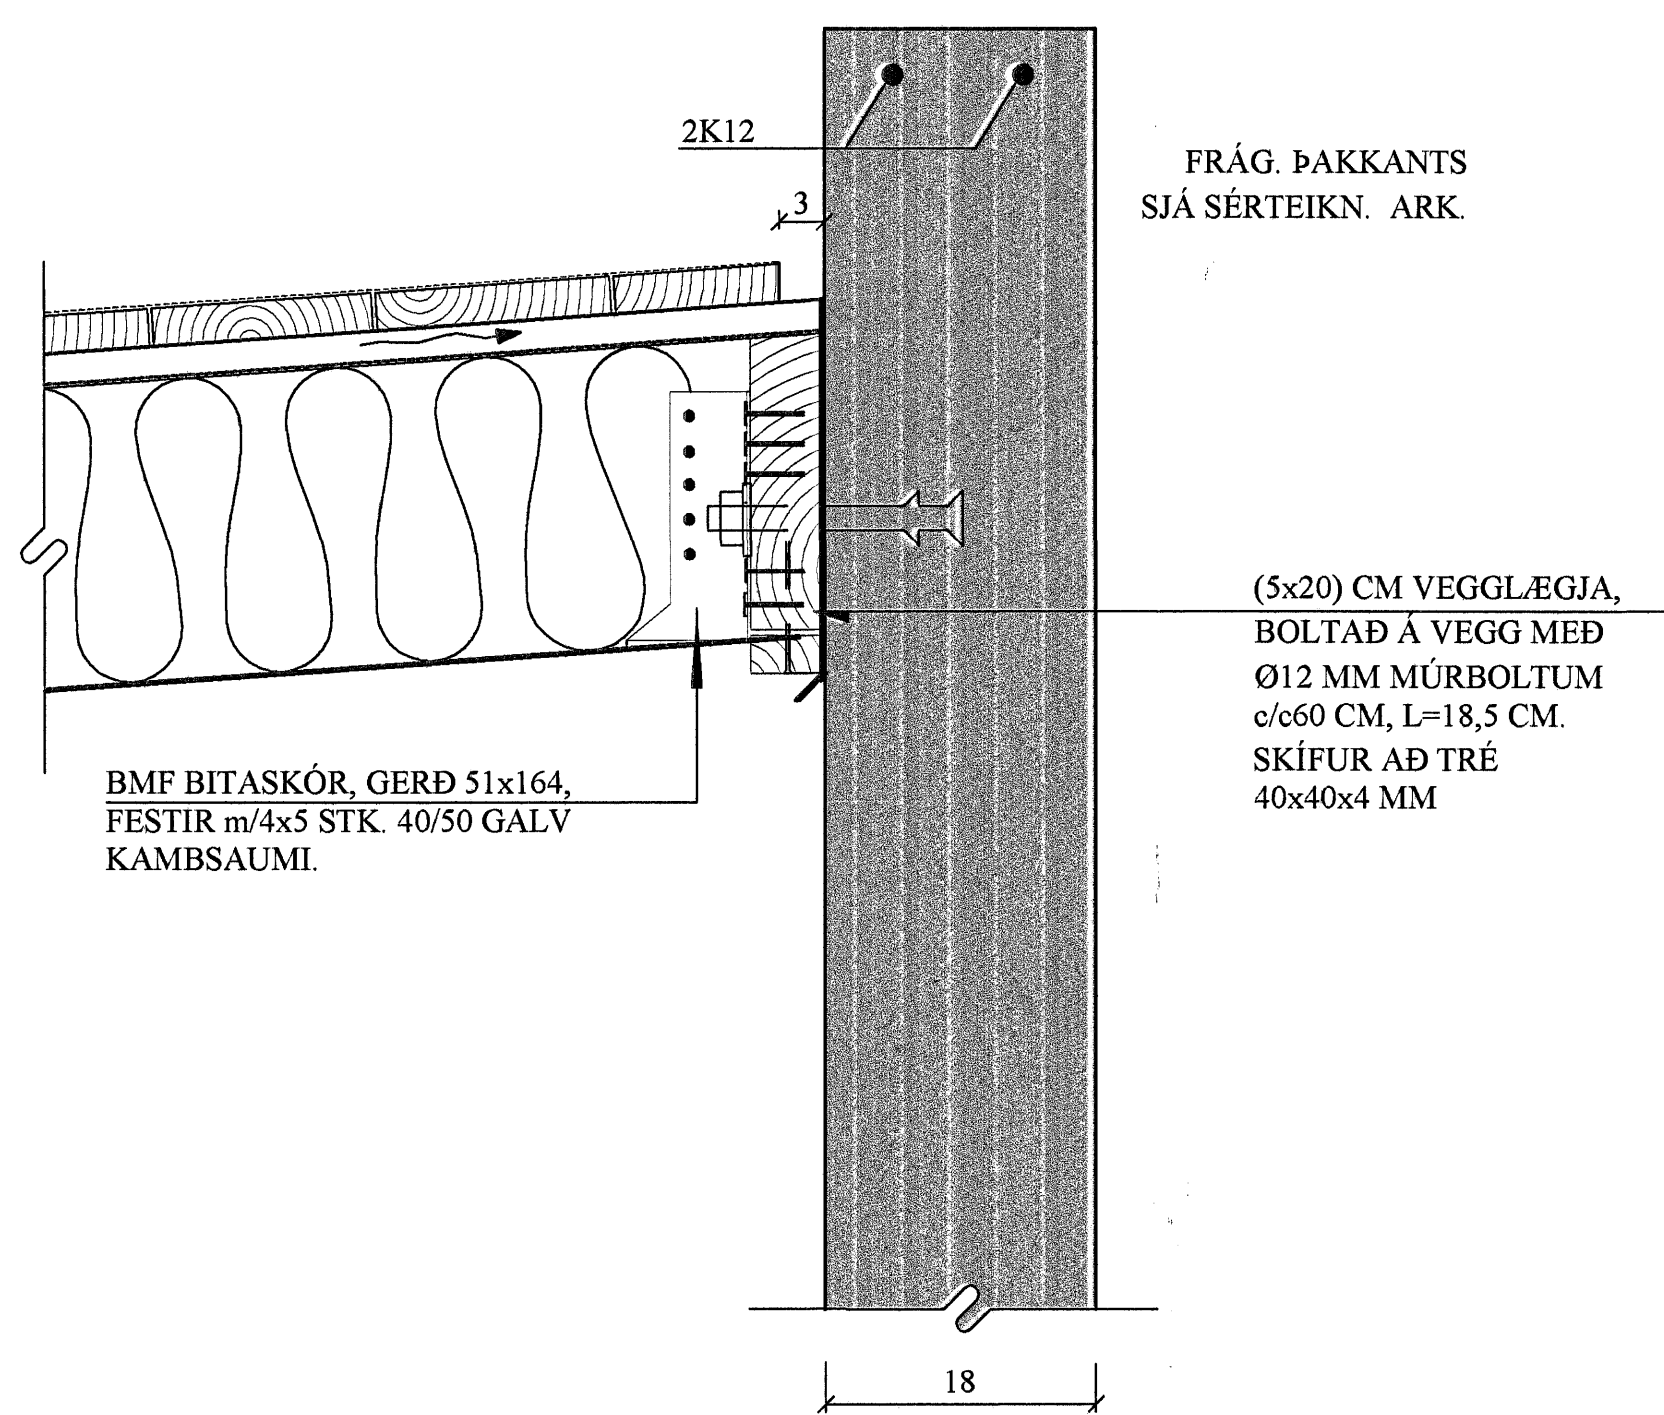 2K12
FRÁG. ÞAKKANTS
SJÁ SÉRTEIKN. ARK.
3
(5x20) CM VEGGLÆGJA,
BOLTAÐ Á VEGG MEÐ
Ø12 MM MÚRBOLTUM
c/c60 CM, L=18,5 CM.
SKÍFUR AÐ TRÉ
40x40x4 MM
BMF BITASKÓR, GERÐ 51x164,
FESTIR m/4x5 STK. 40/50 GALV
KAMBSAUMI.
18